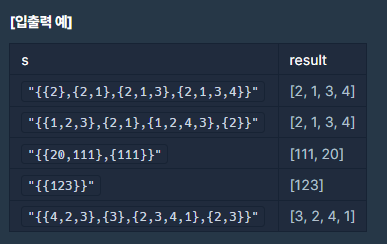 [입출력 예]
s result
"{{2},{2,1},{2,1,3},{2,1,3,4}}" [2, 1, 3, 4]
"{{1,2,3},{2,1},{1,2,4,3},{2}}" [2, 1, 3, 4]
"{{20,111},{111}}" [111, 20]
"{{123}}" [123]
"{{4,2,3},{3},{2,3,4,1},{2,3}}" [3, 2, 4, 1]